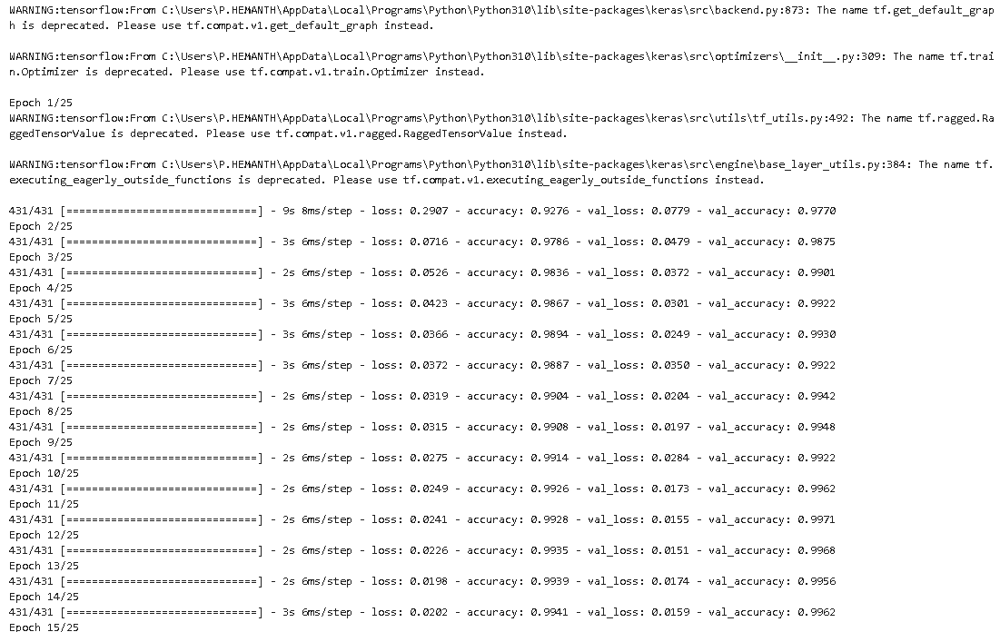 WARNING:tensorflow:From C:\Users\P.HEMANTH\AppData\Local\Programs\Python\Python310\lib\site-packages\keras\src\backend.py:873: The name tf.get_default_grap
h is deprecated. Please use tf.compat.v1.get_default_graph instead.
WARNING:tensorflow:From C:\Users\P.HEMANTH\AppData\Local\Programs\Python\Python310\lib\site-packages\keras\src\optimizers\__init__.py:309: The name tf.trai
n.Optimizer is deprecated. Please use tf.compat.v1.train.Optimizer instead.
Epoch 1/25
WARNING:tensorflow:From C:\Users\P.HEMANTH\AppData\Local\Programs\Python\Python310\lib\site-packages\keras\src\utils\tf_utils.py:492: The name tf.ragged.Ra
ggedTensorValue is deprecated. Please use tf.compat.v1.ragged.RaggedTensorValue instead.
WARNING:tensorflow:From C:\Users\P.HEMANTH\AppData\Local\Programs\Python\Python310\lib\site-packages\keras\src\engine\base_layer_utils.py:384: The name tf.
executing_eagerly_outside_functions is deprecated. Please use tf.compat.v1.executing_eagerly_outside_functions instead.
431/431 [==============================] - 9s 8ms/step - loss: 0.2907 - accuracy: 0.9276 - val_loss: 0.0779 - val_accuracy: 0.9770
Epoch 2/25
431/431 [==============================] - 3s 6ms/step - loss: 0.0716 - accuracy: 0.9786 - val_loss: 0.0479 - val_accuracy: 0.9875
Epoch 3/25
431/431 [==============================] - 2s 6ms/step - loss: 0.0526 - accuracy: 0.9836 - val_loss: 0.0372 - val_accuracy: 0.9901
Epoch 4/25
431/431 [==============================] - 3s 6ms/step - loss: 0.0423 - accuracy: 0.9867 - val_loss: 0.0301 - val_accuracy: 0.9922
Epoch 5/25
431/431 [==============================] - 3s 6ms/step - loss: 0.0366 - accuracy: 0.9894 - val_loss: 0.0249 - val_accuracy: 0.9930
Epoch 6/25
431/431 [==============================] - 3s 6ms/step - loss: 0.0372 - accuracy: 0.9887 - val_loss: 0.0350 - val_accuracy: 0.9922
Epoch 7/25
431/431 [==============================] - 2s 6ms/step - loss: 0.0319 - accuracy: 0.9904 - val_loss: 0.0204 - val_accuracy: 0.9942
Epoch 8/25
431/431 [==============================] - 2s 6ms/step - loss: 0.0315 - accuracy: 0.9908 - val_loss: 0.0197 - val_accuracy: 0.9948
Epoch 9/25
431/431 [==============================] - 2s 6ms/step - loss: 0.0275 - accuracy: 0.9914 - val_loss: 0.0284 - val_accuracy: 0.9922
Epoch 10/25
431/431 [==============================] - 2s 6ms/step - loss: 0.0249 - accuracy: 0.9926 - val_loss: 0.0173 - val_accuracy: 0.9962
Epoch 11/25
431/431 [==============================] - 2s 6ms/step - loss: 0.0241 - accuracy: 0.9928 - val_loss: 0.0155 - val_accuracy: 0.9971
Epoch 12/25
431/431 [==============================] - 2s 6ms/step - loss: 0.0226 - accuracy: 0.9935 - val_loss: 0.0151 - val_accuracy: 0.9968
Epoch 13/25
431/431 [==============================] - 2s 6ms/step - loss: 0.0198 - accuracy: 0.9939 - val_loss: 0.0174 - val_accuracy: 0.9956
Epoch 14/25
431/431 [==============================] - 3s 6ms/step - loss: 0.0202 - accuracy: 0.9941 - val_loss: 0.0159 - val_accuracy: 0.9962
Epoch 15/25